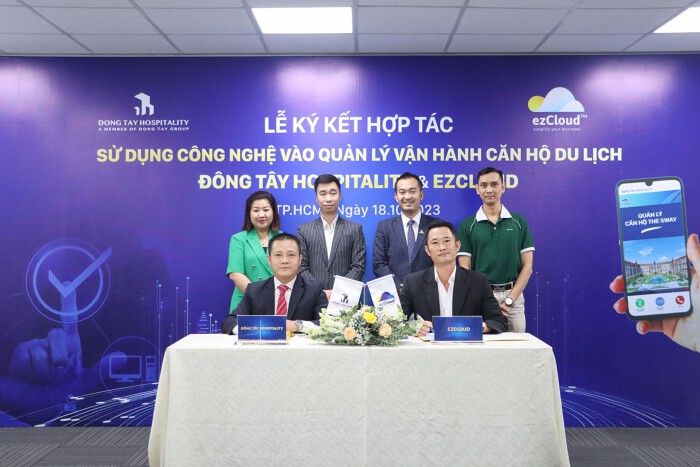 DONG TAY HOSPITALITY
A MEMBER OF DONG TAY GROUP
ezCloud™
simplify your business
LỄ KÝ KẾT HỢP TÁC
SỬ DỤNG CÔNG NGHỆ VÀO QUẢN LÝ VẬN HÀNH CĂN HỘ DU LỊCH
ĐÔNG TÂY HOSPITALITY & EZCLOUD
TP.HCM Ngày 18.10 2023
QUẢN LÝ
CĂN HỘ THE 5WAY
ezCloud
ĐÔNG TÂY HOSPITALITY
EZCLOUD